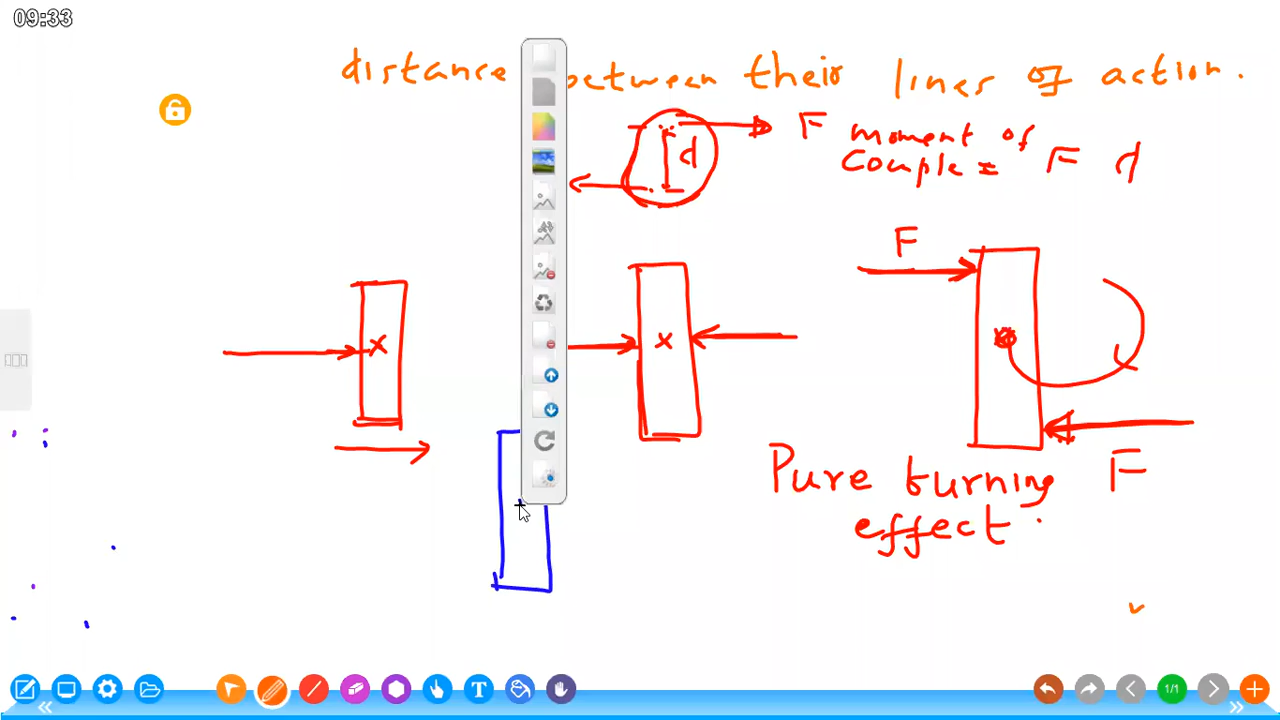 09:33
distance between their lines of action.
F moment of
d couple = F d
F
x
x
Pure turning F
effect.
T
1/1